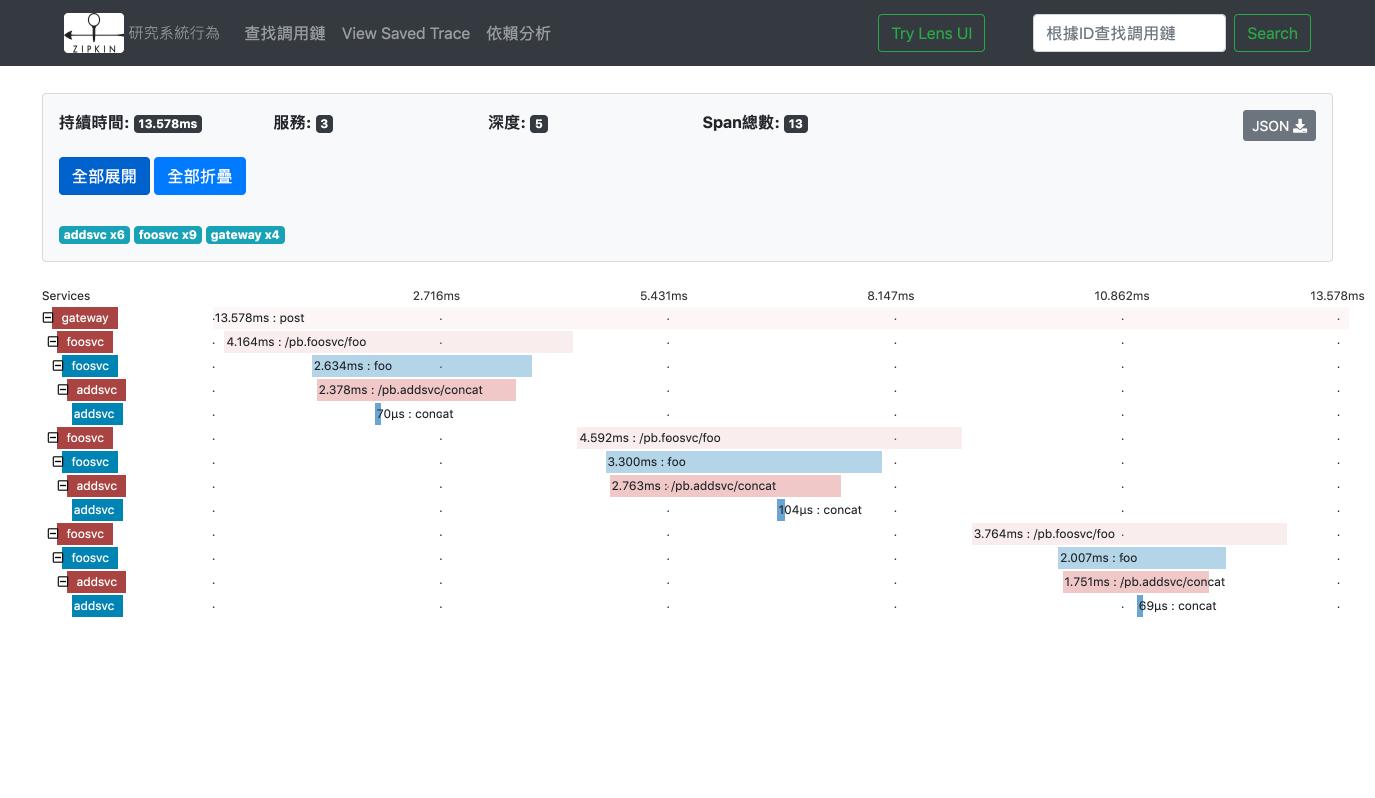 ZIPKIN 研究系統行為 查找調用鏈 View Saved Trace 依賴分析 Try Lens UI 根據ID查找調用鏈 Search
持續時間: 13.578ms 服務: 3 深度: 5 Span總數: 13 JSON
全部展開 全部折疊
addsvc x6 foosvc x9 gateway x4
Services 2.716ms 5.431ms 8.147ms 10.862ms 13.578ms
gateway 13.578ms : post
foosvc 4.164ms : /pb.foosvc/foo
foosvc 2.634ms : foo
addsvc 2.378ms : /pb.addsvc/concat
addsvc 70μs : concat
foosvc 4.592ms : /pb.foosvc/foo
foosvc 3.300ms : foo
addsvc 2.763ms : /pb.addsvc/concat
addsvc 104μs : concat
foosvc 3.764ms : /pb.foosvc/foo
foosvc 2.007ms : foo
addsvc 1.751ms : /pb.addsvc/concat
addsvc 69μs : concat